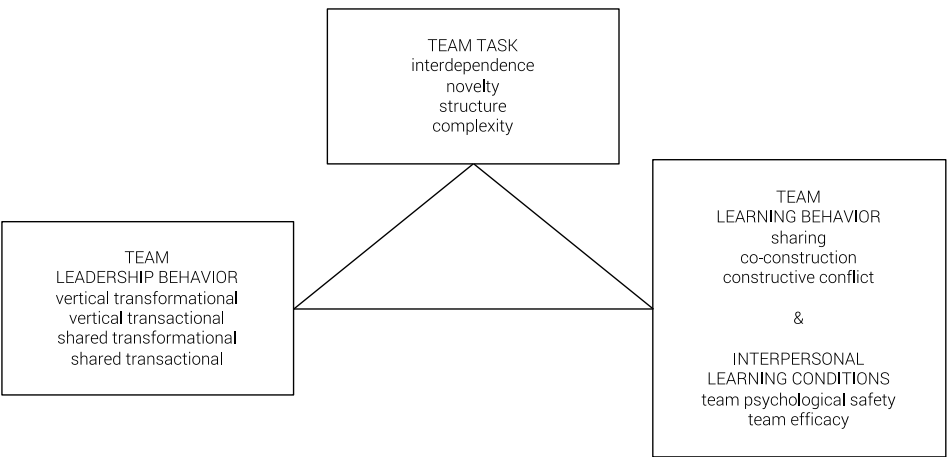 TEAM TASK
interdependence
novelty
structure
complexity
TEAM
LEADERSHIP BEHAVIOR
vertical transformational
vertical transactional
shared transformational
shared transactional
TEAM
LEARNING BEHAVIOR
sharing
co-construction
constructive conflict
&
INTERPERSONAL
LEARNING CONDITIONS
team psychological safety
team efficacy